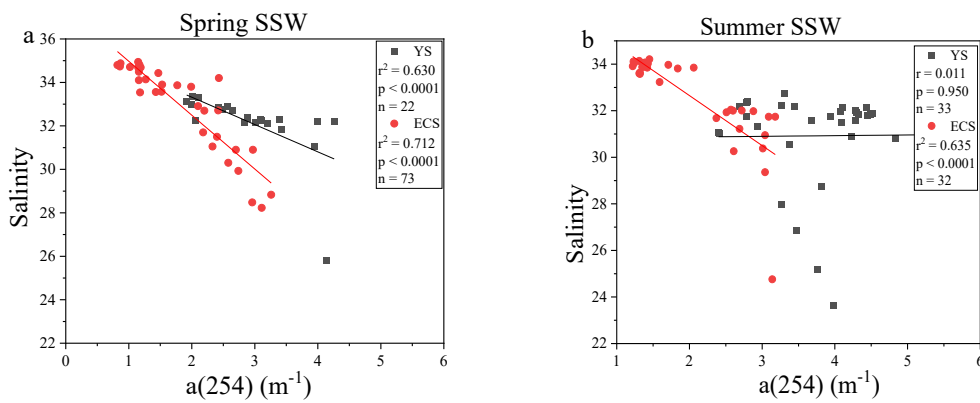 a
Spring SSW
36
34
32
30
28
26
24
22
0
1
2
3
4
5
6
Salinity
a(254) (m⁻¹)
YS
r² = 0.630
p < 0.0001
n = 22
ECS
r² = 0.712
p < 0.0001
n = 73
b
Summer SSW
34
32
30
28
26
24
22
1
2
3
4
5
6
Salinity
a(254) (m⁻¹)
YS
r = 0.011
p = 0.950
n = 33
ECS
r² = 0.635
p < 0.0001
n = 32